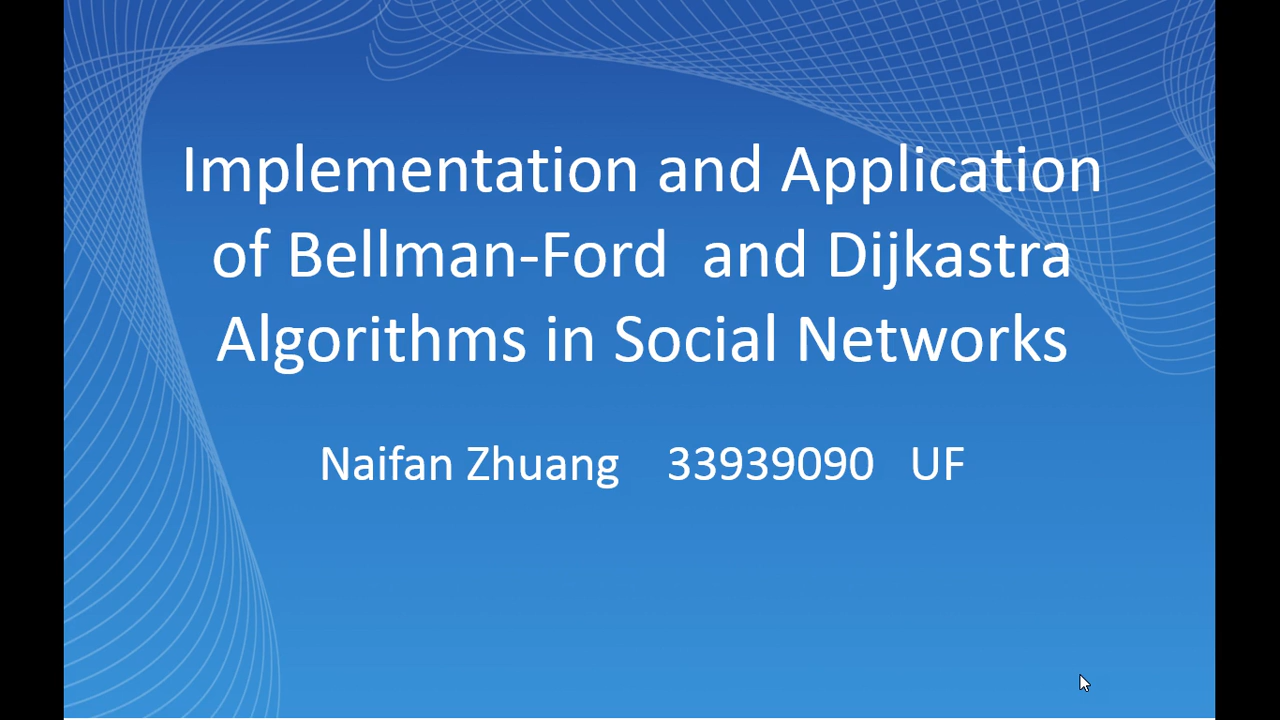 Implementation and Application
of Bellman-Ford  and Dijkastra
Algorithms in Social Networks
Naifan Zhuang    33939090   UF